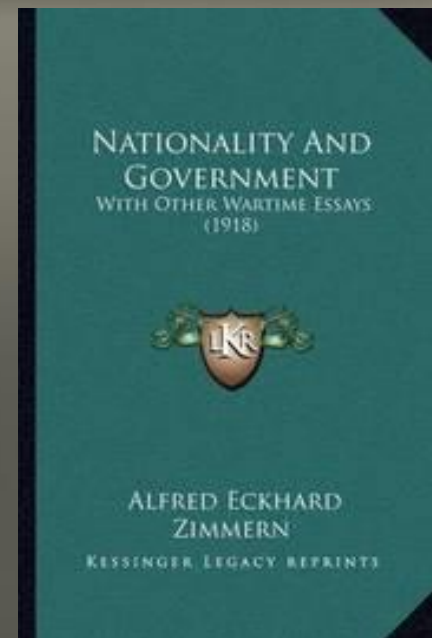 Nationality And
Government
With Other Wartime Essays
(1918)
LKR
Alfred Eckhard
Zimmern
Kessinger Legacy Reprints